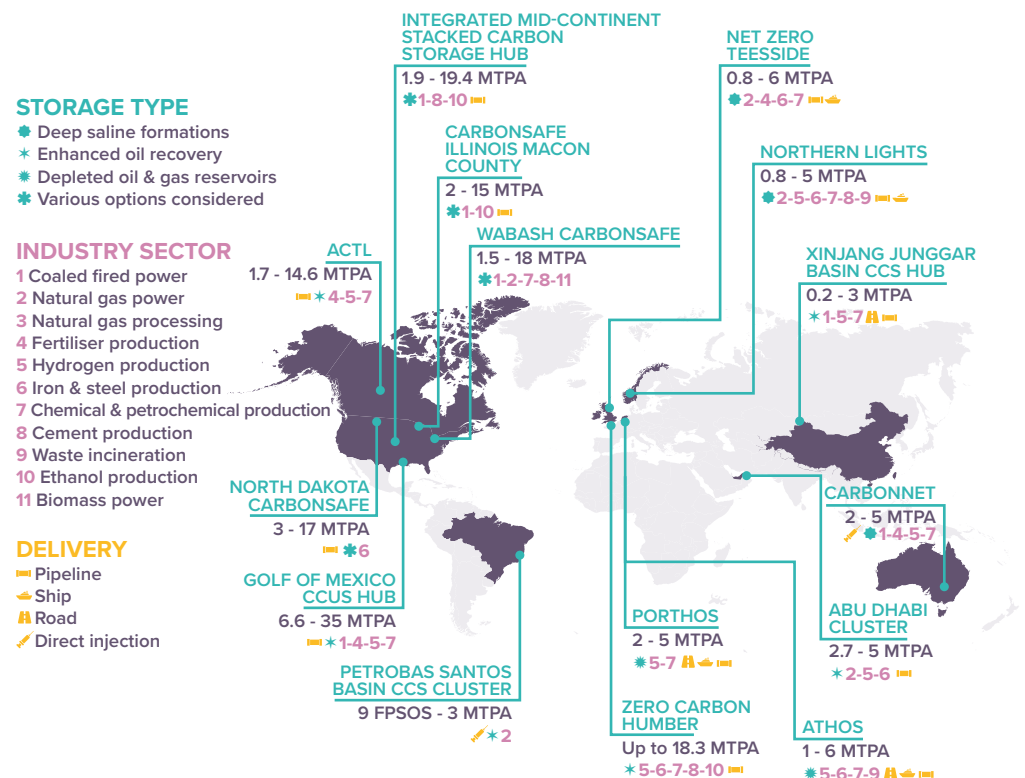 INTEGRATED MID-CONTINENT
STACKED CARBON
STORAGE HUB
1.9 - 19.4 MTPA
1-8-10
NET ZERO
TEESSIDE
0.8 - 6 MTPA
2-4-6-7
STORAGE TYPE
Deep saline formations
Enhanced oil recovery
Depleted oil & gas reservoirs
Various options considered
CARBONSAFE
ILLINOIS MACON
COUNTY
2 - 15 MTPA
1-10
NORTHERN LIGHTS
0.8 - 5 MTPA
2-5-6-7-8-9
WABASH CARBONSAFE
1.5 - 18 MTPA
1-2-7-8-11
ACTL
1.7 - 14.6 MTPA
4-5-7
XINJANG JUNGGAR
BASIN CCS HUB
0.2 - 3 MTPA
1-5-7
INDUSTRY SECTOR
1 Coaled fired power
2 Natural gas power
3 Natural gas processing
4 Fertiliser production
5 Hydrogen production
6 Iron & steel production
7 Chemical & petrochemical production
8 Cement production
9 Waste incineration
10 Ethanol production
11 Biomass power
NORTH DAKOTA
CARBONSAFE
3 - 17 MTPA
6
CARBONNET
2 - 5 MTPA
1-4-5-7
DELIVERY
Pipeline
Ship
Road
Direct injection
GOLF OF MEXICO
CCUS HUB
6.6 - 35 MTPA
1-4-5-7
PORTHOS
2 - 5 MTPA
5-7
ABU DHABI
CLUSTER
2.7 - 5 MTPA
2-5-6
PETROBAS SANTOS
BASIN CCS CLUSTER
9 FPSOS - 3 MTPA
2
ZERO CARBON
HUMBER
Up to 18.3 MTPA
5-6-7-8-10
ATHOS
1 - 6 MTPA
5-6-7-9